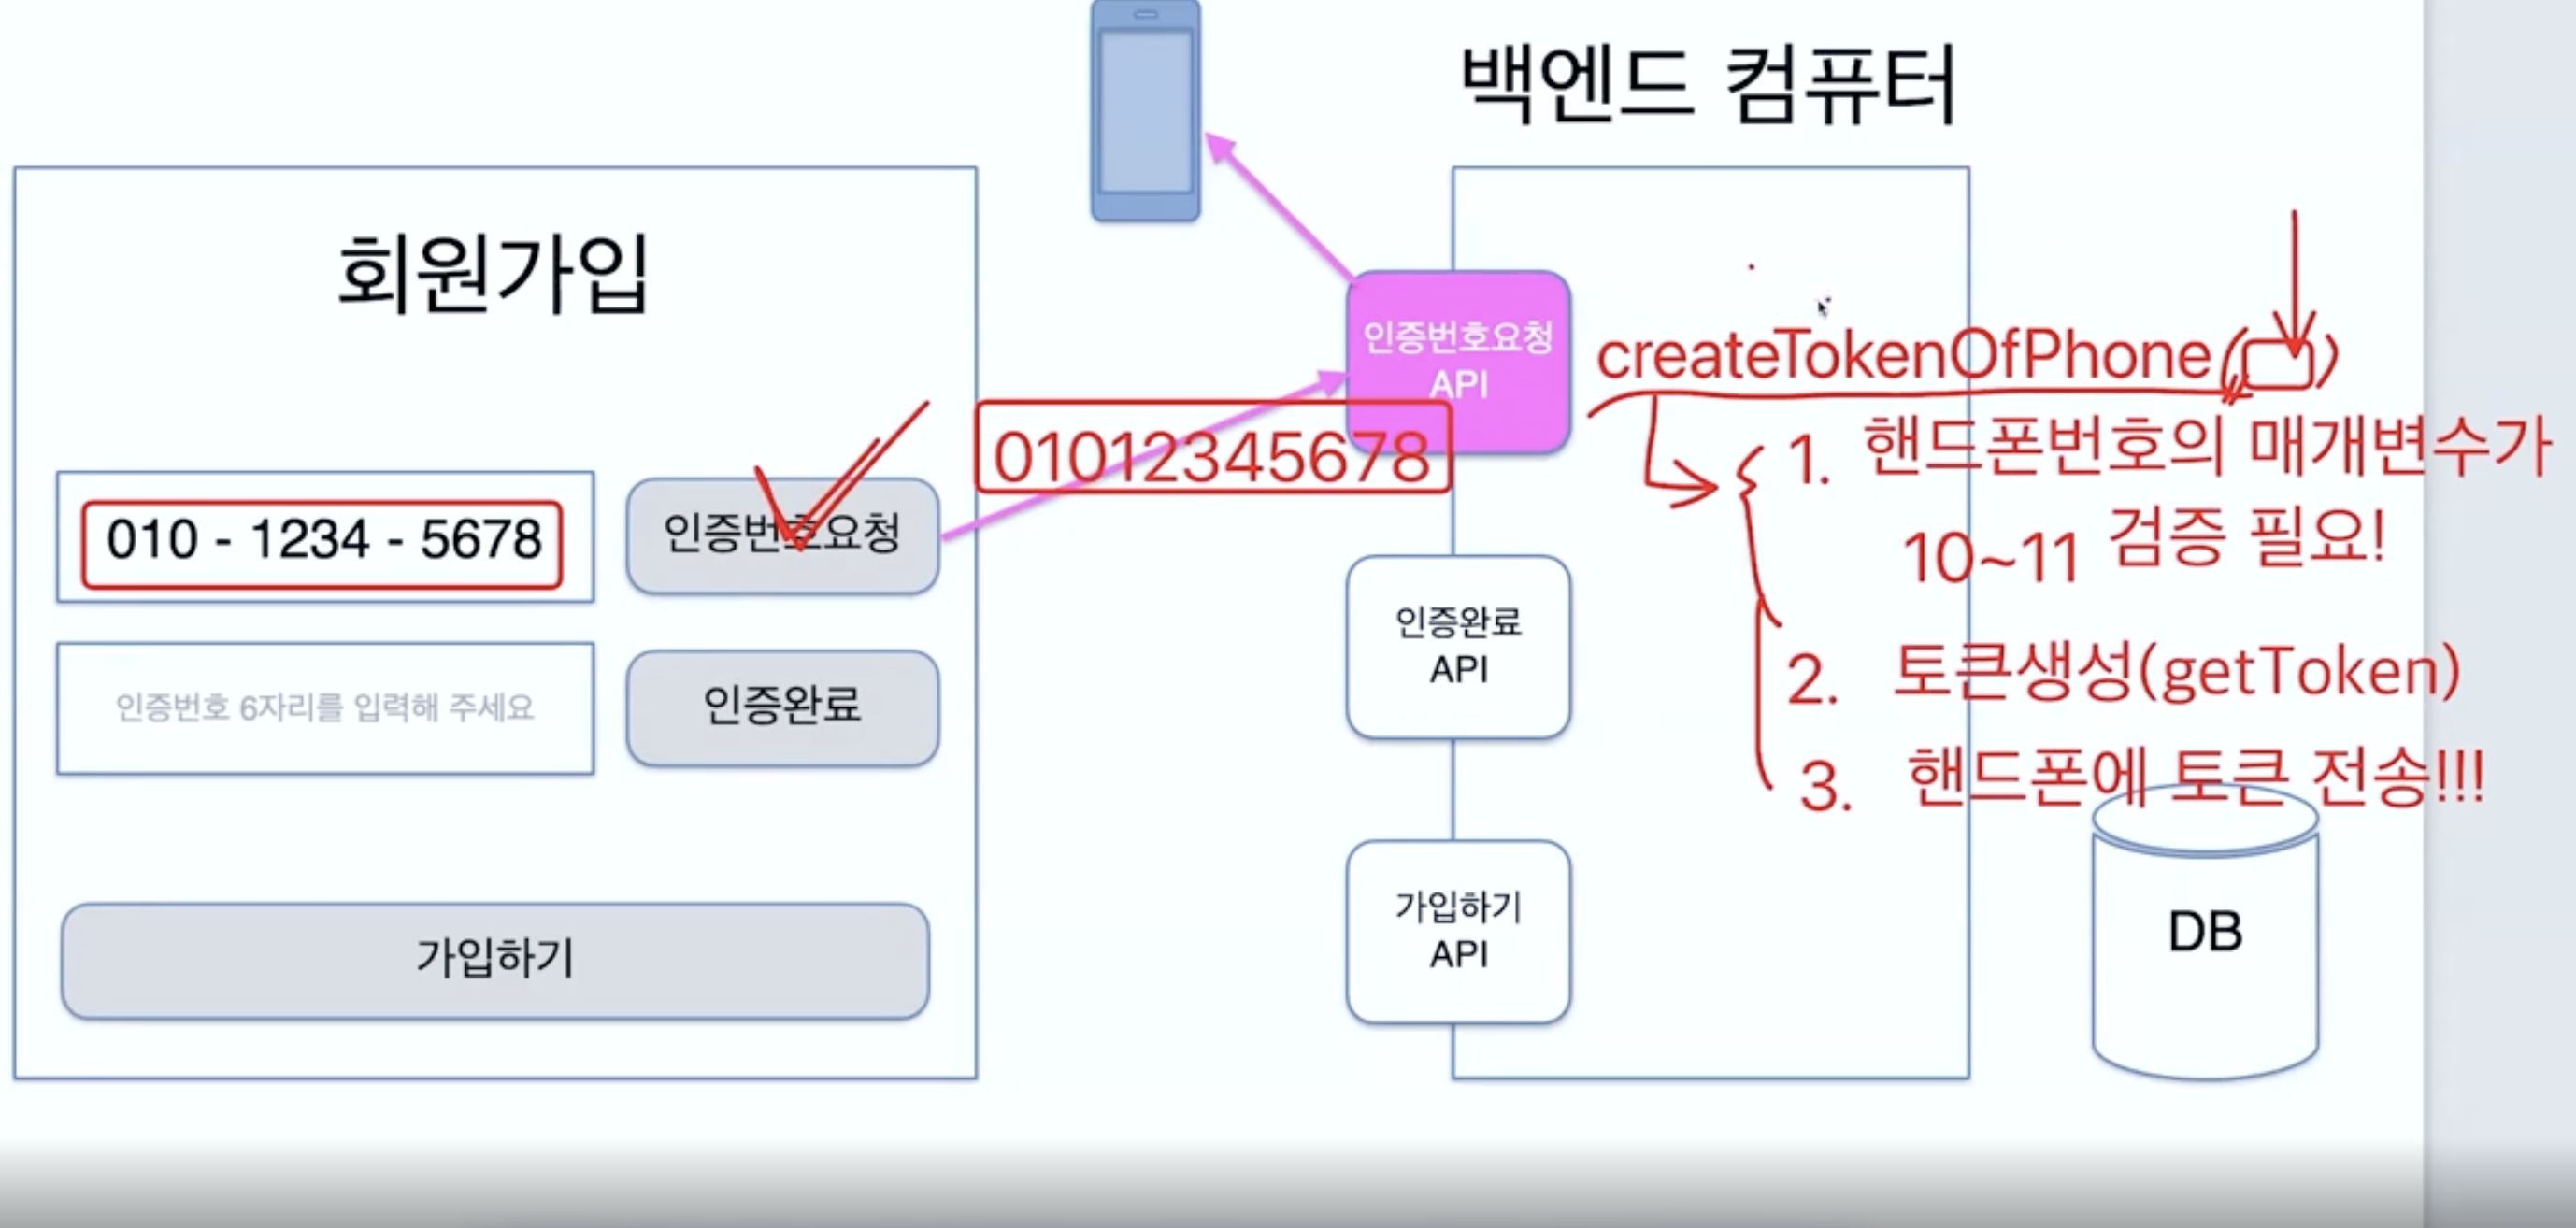 백엔드 컴퓨터
회원가입
010 - 1234 - 5678
인증번호요청
인증번호 6자리를 입력해 주세요
인증완료
가입하기
01012345678
인증번호요청
API
인증완료
API
가입하기
API
createTokenOfPhone( )
1. 핸드폰번호의 매개변수가
10~11 검증 필요!
2. 토큰생성(getToken)
3. 핸드폰에 토큰 전송!!!
DB